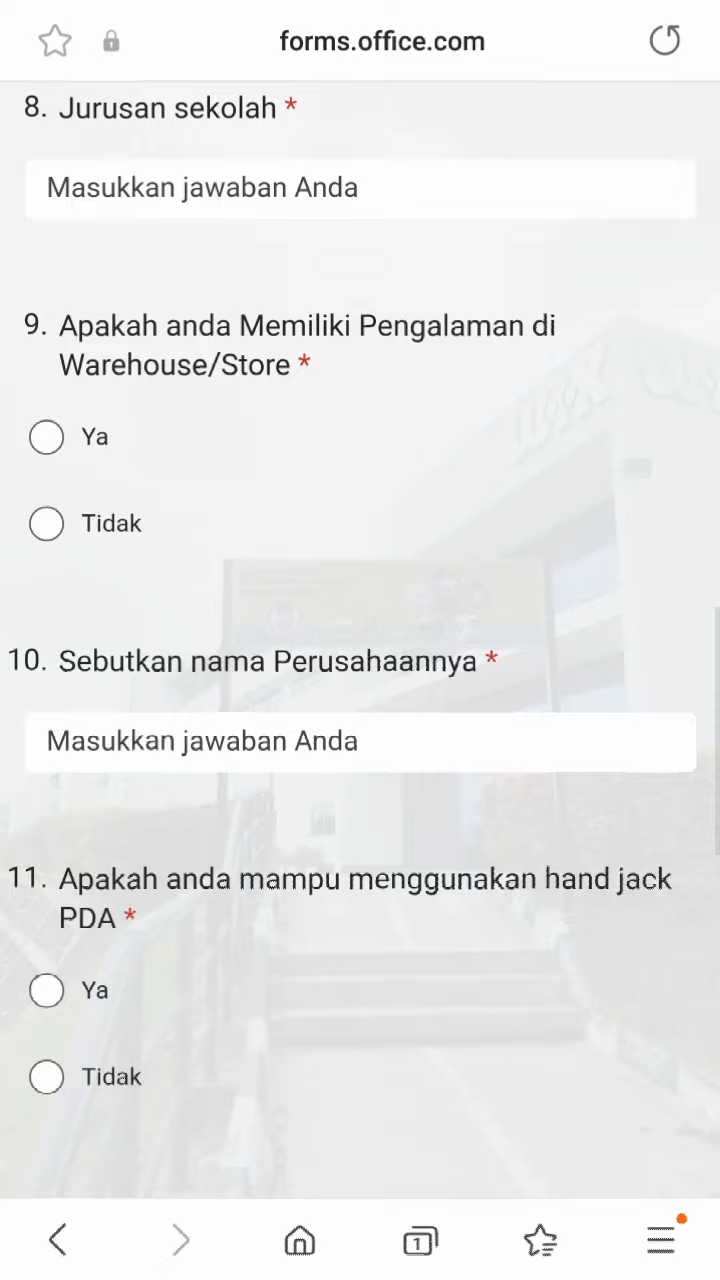 forms.office.com
8. Jurusan sekolah *
Masukkan jawaban Anda
9. Apakah anda Memiliki Pengalaman di
Warehouse/Store *
Ya
Tidak
10. Sebutkan nama Perusahaannya *
Masukkan jawaban Anda
11. Apakah anda mampu menggunakan hand jack
PDA *
Ya
Tidak
1